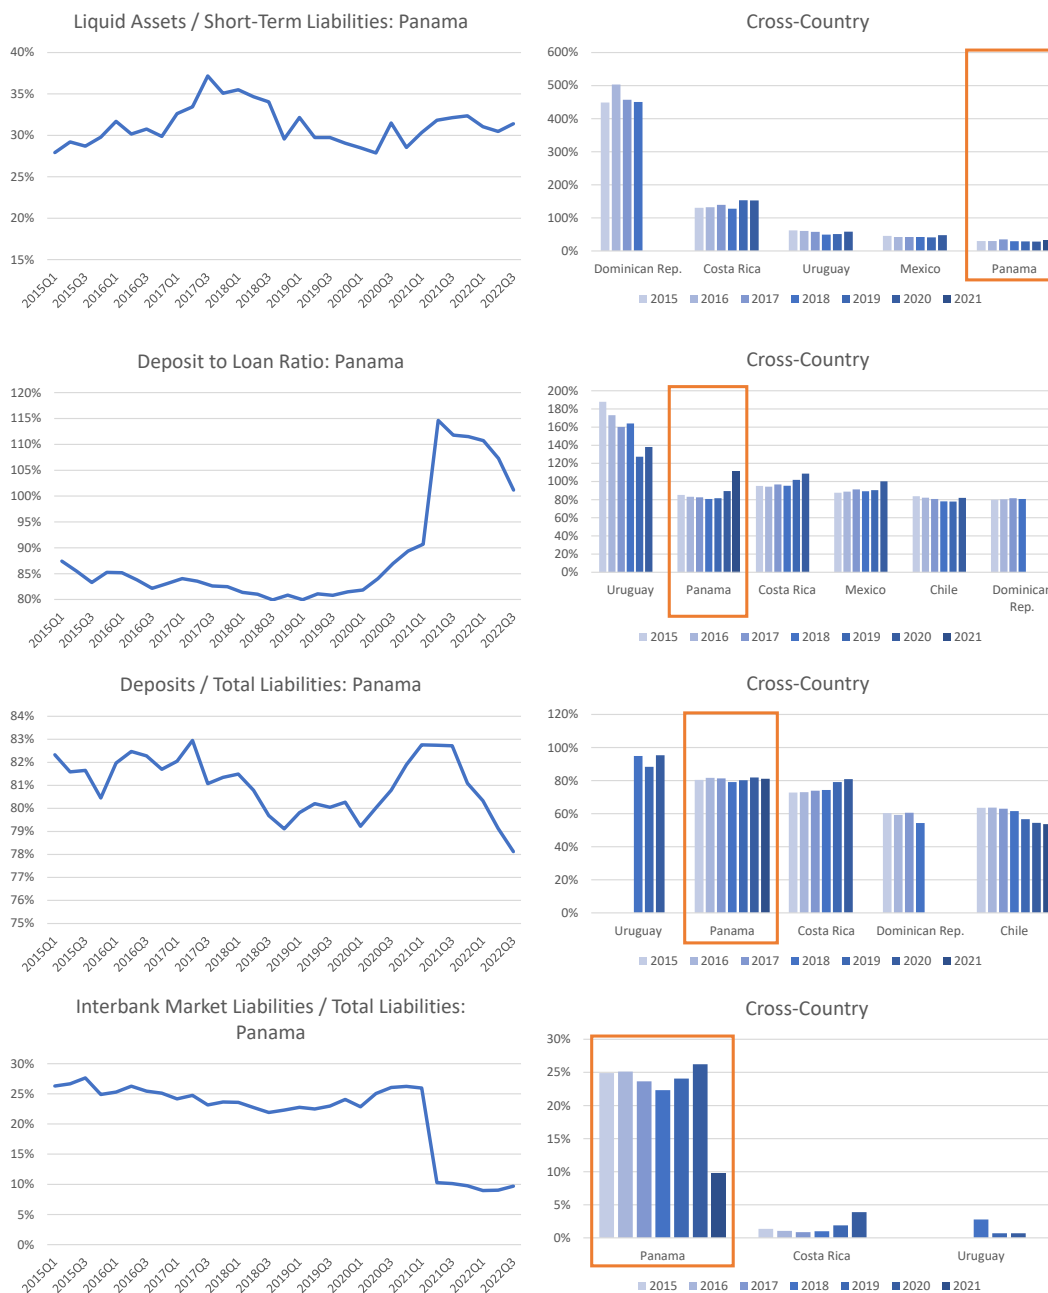 Liquid Assets / Short-Term Liabilities: Panama
40%
35%
30%
25%
20%
15%
2015Q1 2015Q3 2016Q1 2016Q3 2017Q1 2017Q3 2018Q1 2018Q3 2019Q1 2019Q3 2020Q1 2020Q3 2021Q1 2021Q3 2022Q1 2022Q3
Cross-Country
600%
500%
400%
300%
200%
100%
0%
Dominican Rep. Costa Rica Uruguay Mexico Panama
2015 2016 2017 2018 2019 2020 2021
Deposit to Loan Ratio: Panama
120%
115%
110%
105%
100%
95%
90%
85%
80%
2015Q1 2015Q3 2016Q1 2016Q3 2017Q1 2017Q3 2018Q1 2018Q3 2019Q1 2019Q3 2020Q1 2020Q3 2021Q1 2021Q3 2022Q1 2022Q3
Cross-Country
200%
180%
160%
140%
120%
100%
80%
60%
40%
20%
0%
Uruguay Panama Costa Rica Mexico Chile Dominican
Rep.
2015 2016 2017 2018 2019 2020 2021
Deposits / Total Liabilities: Panama
84%
83%
82%
81%
80%
79%
78%
77%
76%
75%
2015Q1 2015Q3 2016Q1 2016Q3 2017Q1 2017Q3 2018Q1 2018Q3 2019Q1 2019Q3 2020Q1 2020Q3 2021Q1 2021Q3 2022Q1 2022Q3
Cross-Country
120%
100%
80%
60%
40%
20%
0%
Uruguay Panama Costa Rica Dominican Rep. Chile
2015 2016 2017 2018 2019 2020 2021
Interbank Market Liabilities / Total Liabilities:
Panama
30%
25%
20%
15%
10%
5%
0%
2015Q1 2015Q3 2016Q1 2016Q3 2017Q1 2017Q3 2018Q1 2018Q3 2019Q1 2019Q3 2020Q1 2020Q3 2021Q1 2021Q3 2022Q1 2022Q3
Cross-Country
30%
25%
20%
15%
10%
5%
0%
Panama Costa Rica Uruguay
2015 2016 2017 2018 2019 2020 2021